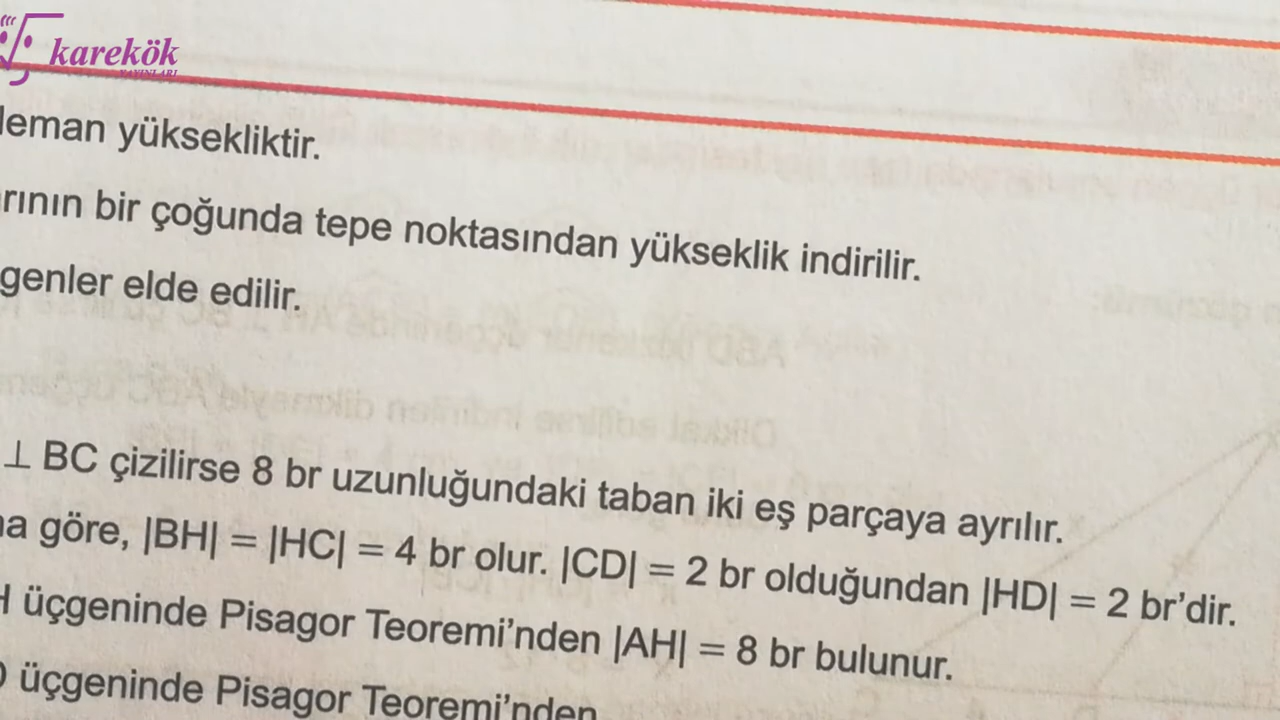 karekök
YAYINLARI
leman yüksekliktir.
rının bir çoğunda tepe noktasından yükseklik indirilir.
genler elde edilir.
⊥ BC çizilirse 8 br uzunluğundaki taban iki eş parçaya ayrılır.
na göre, |BH| = |HC| = 4 br olur. |CD| = 2 br olduğundan |HD| = 2 br'dir.
H üçgeninde Pisagor Teoremi'nden |AH| = 8 br bulunur.
D üçgeninde Pisagor Teoremi'nden